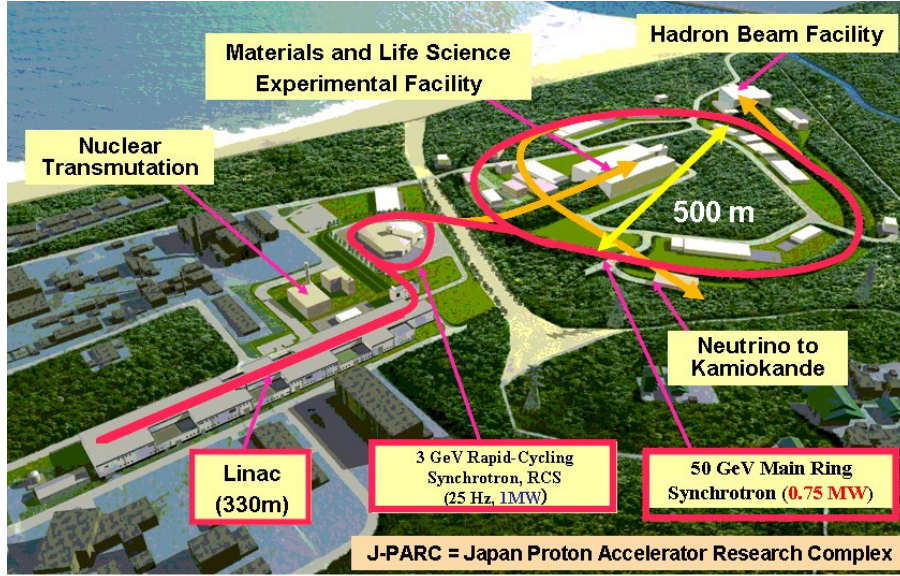 Hadron Beam Facility
Materials and Life Science
Experimental Facility
Nuclear
Transmutation
500 m
Neutrino to
Kamiokande
Linac
(330m)
3 GeV Rapid-Cycling
Synchrotron, RCS
(25 Hz, 1MW)
50 GeV Main Ring
Synchrotron (0.75 MW)
J-PARC = Japan Proton Accelerator Research Complex